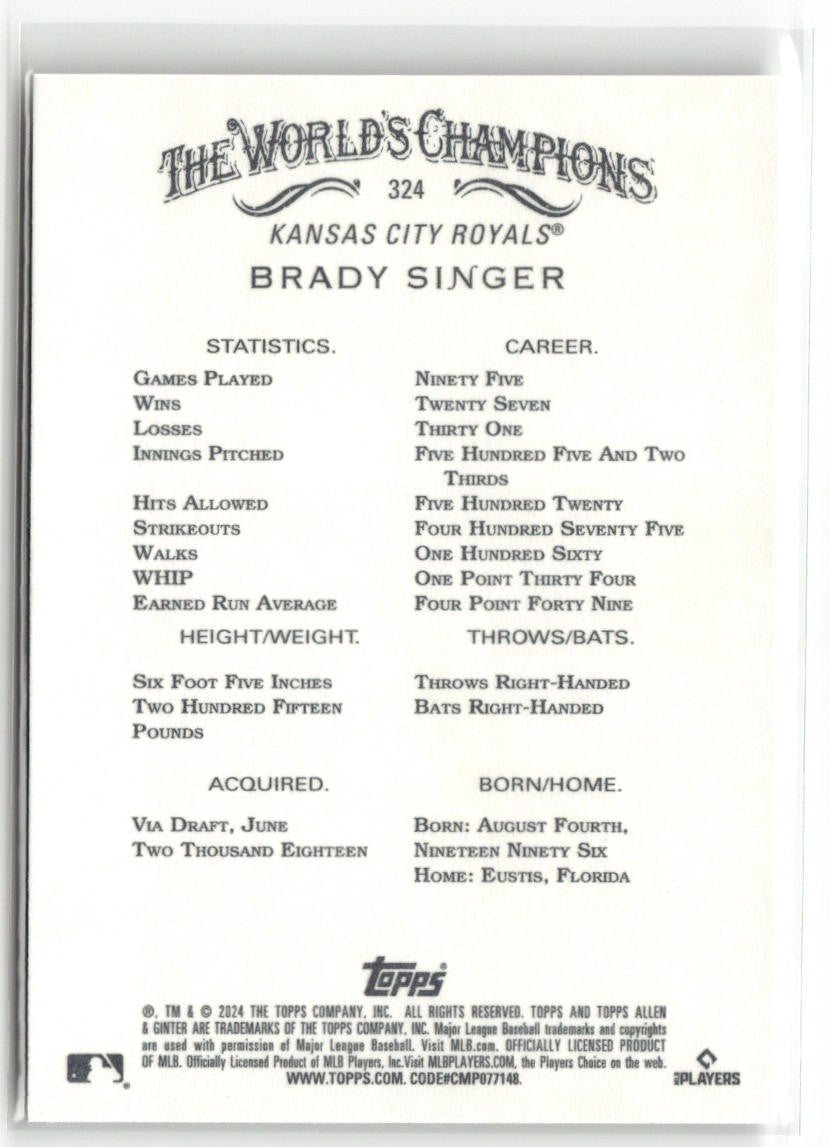 THE WORLD'S CHAMPIONS
324
KANSAS CITY ROYALS®
BRADY SINGER
STATISTICS. CAREER.
GAMES PLAYED NINETY FIVE
WINS TWENTY SEVEN
LOSSES THIRTY ONE
INNINGS PITCHED FIVE HUNDRED FIVE AND TWO
THIRDS
HITS ALLOWED FIVE HUNDRED TWENTY
STRIKEOUTS FOUR HUNDRED SEVENTY FIVE
WALKS ONE HUNDRED SIXTY
WHIP ONE POINT THIRTY FOUR
EARNED RUN AVERAGE FOUR POINT FORTY NINE
HEIGHT/WEIGHT. THROWS/BATS.
SIX FOOT FIVE INCHES THROWS RIGHT-HANDED
TWO HUNDRED FIFTEEN BATS RIGHT-HANDED
POUNDS
ACQUIRED. BORN/HOME.
VIA DRAFT, JUNE BORN: AUGUST FOURTH,
TWO THOUSAND EIGHTEEN NINETEEN NINETY SIX
HOME: EUSTIS, FLORIDA
Topps®
®, TM & © 2024 THE TOPPS COMPANY, INC. ALL RIGHTS RESERVED. TOPPS AND TOPPS ALLEN
& GINTER ARE TRADEMARKS OF THE TOPPS COMPANY, INC. Major League Baseball trademarks and copyrights
are used with permission of Major League Baseball. Visit MLB.com. OFFICIALLY LICENSED PRODUCT
OF MLB. Officially Licensed Product of MLB Players, Inc.Visit MLBPLAYERS.COM, the Players Choice on the web.
WWW.TOPPS.COM. CODE#CMP077148.
®
MLB PLAYERS